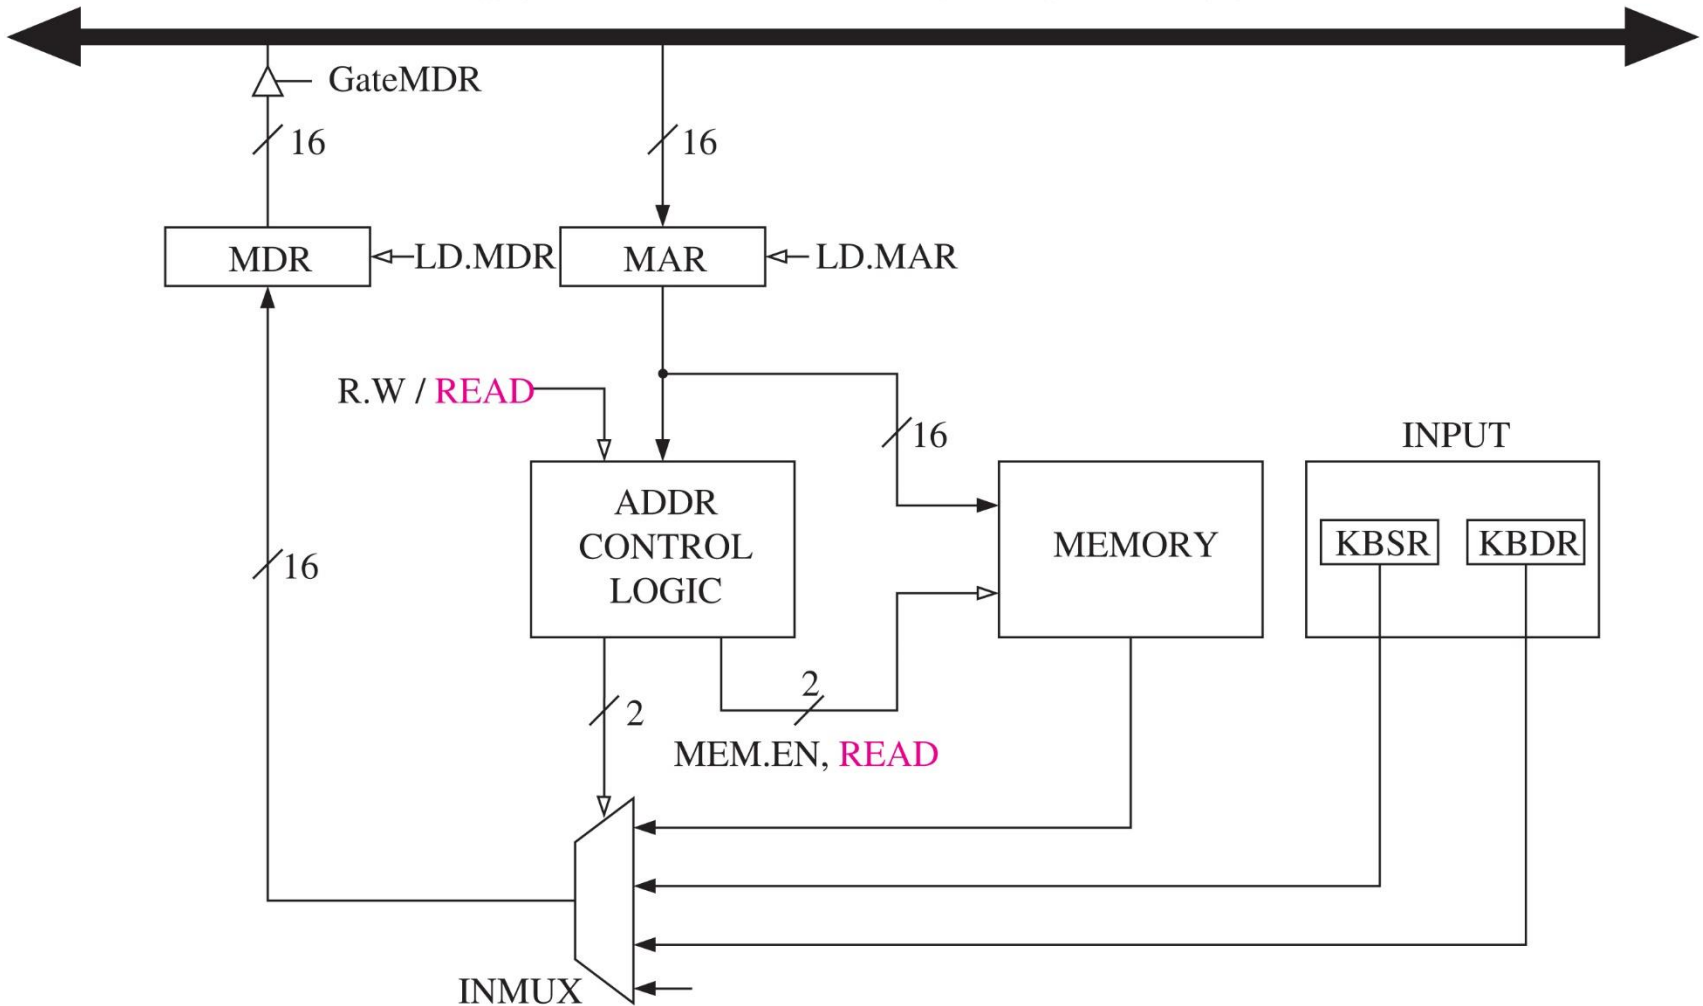 GateMDR
16
16
MDR
LD.MDR
MAR
LD.MAR
R.W / READ
16
INPUT
ADDR
CONTROL
LOGIC
MEMORY
KBSR
KBDR
16
2
2
MEM.EN, READ
INMUX